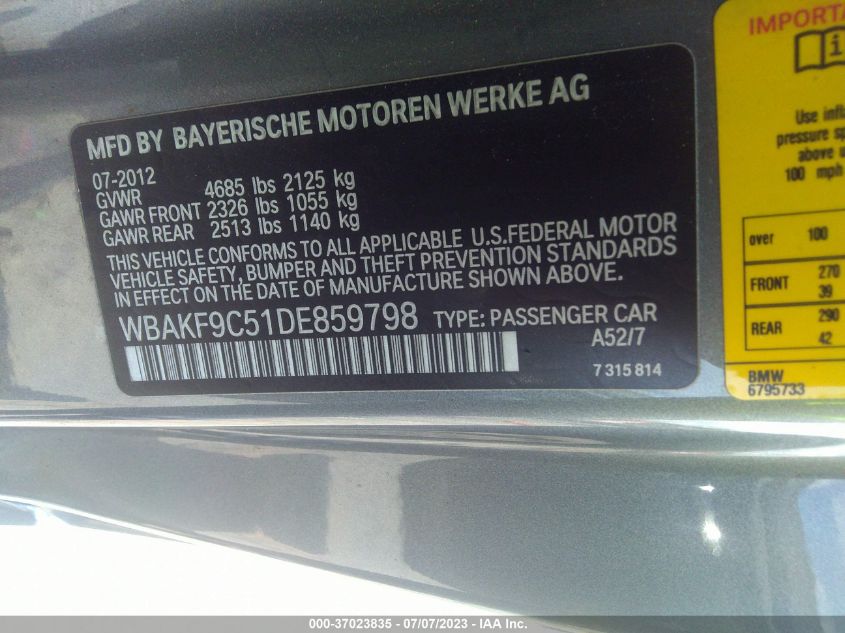 MFD BY BAYERISCHE MOTOREN WERKE AG
07-2012
GVWR 4685 lbs 2125 kg
GAWR FRONT 2326 lbs 1055 kg
GAWR REAR 2513 lbs 1140 kg
THIS VEHICLE CONFORMS TO ALL APPLICABLE U.S.FEDERAL MOTOR
VEHICLE SAFETY, BUMPER AND THEFT PREVENTION STANDARDS
IN EFFECT ON THE DATE OF MANUFACTURE SHOWN ABOVE.
WBAKF9C51DE859798 TYPE: PASSENGER CAR
A52/7
7 315 814
IMPORTA
i
Use infl
pressure sp
above i
100 mph
over 100
FRONT 270
39
REAR 290
42
BMW
6795733
000-37023835 - 07/07/2023 - IAA Inc.